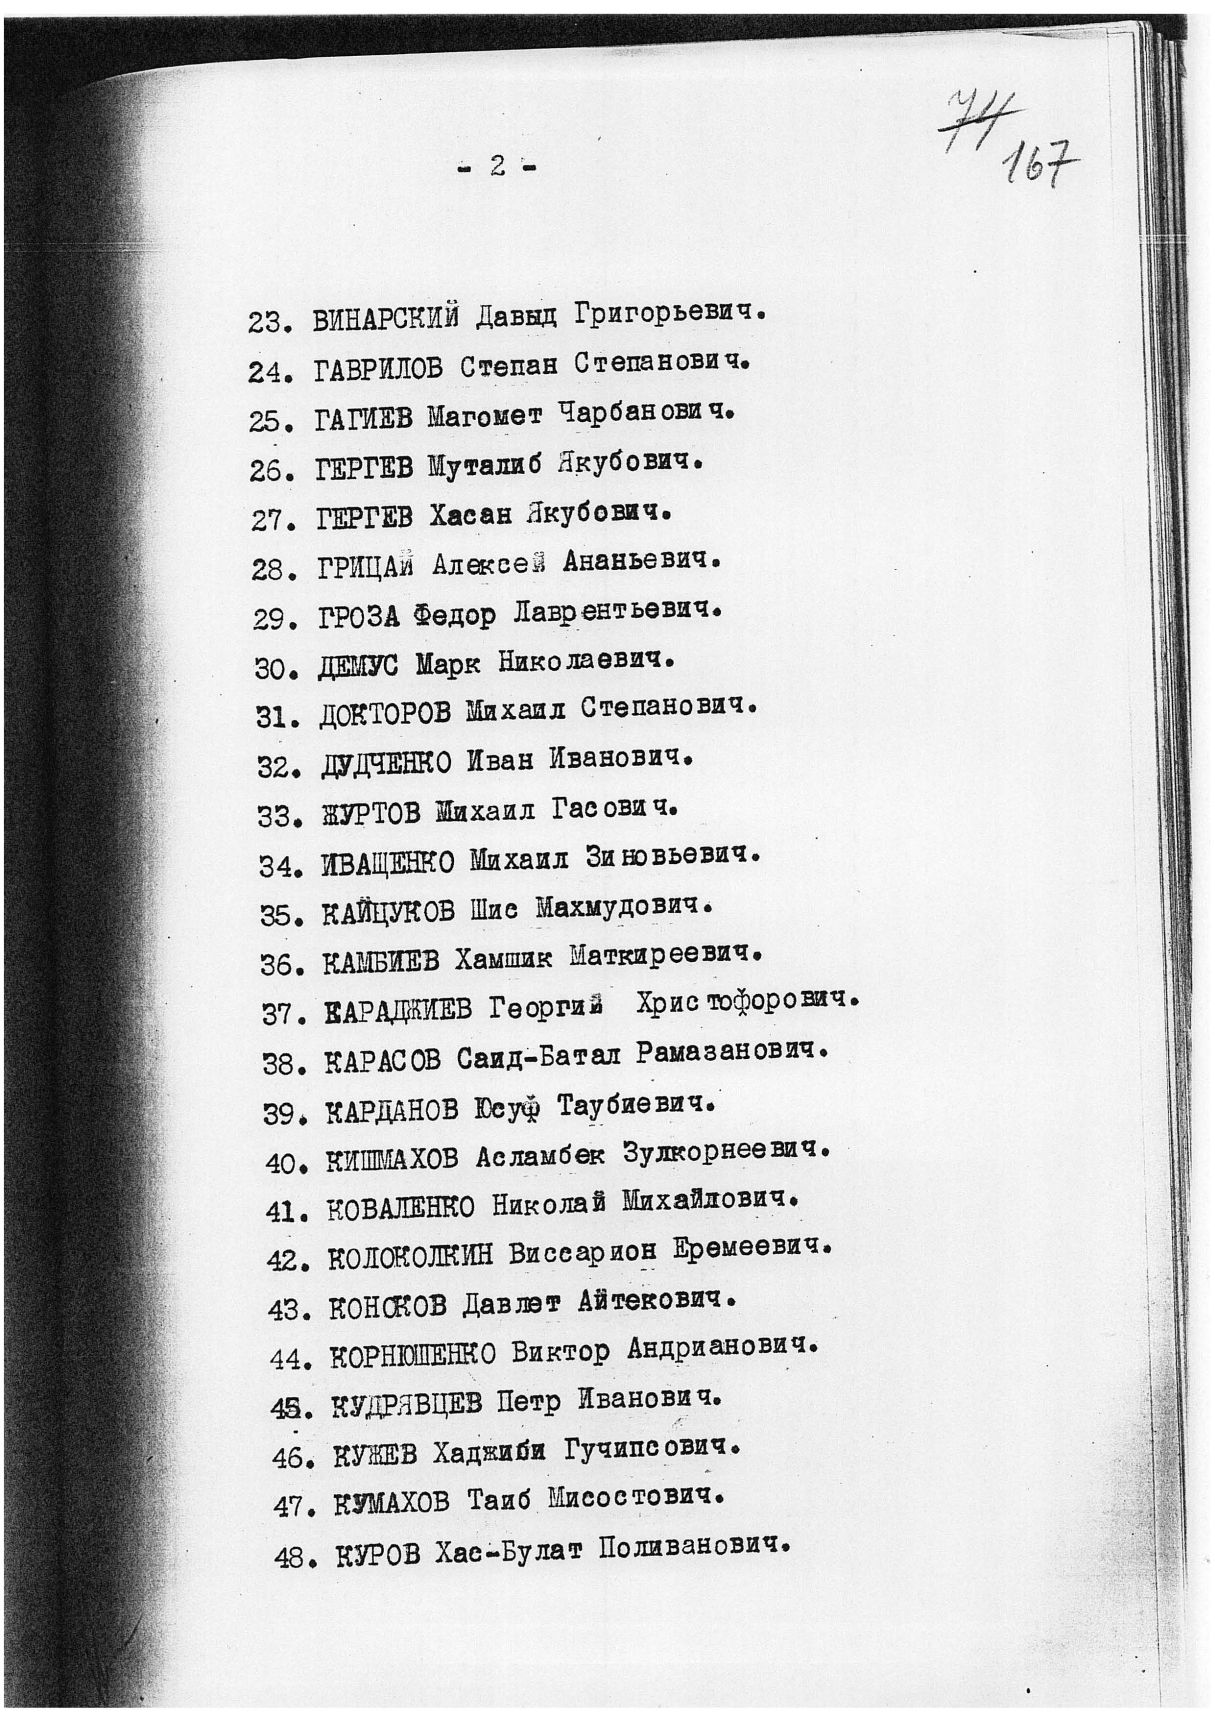 74
167
- 2 -
23. ВИНАРСКИЙ Давыд Григорьевич.
24. ГАВРИЛОВ Степан Степанович.
25. ГАГИЕВ Магомет Чарбанович.
26. ГЕРГЕВ Муталиб Якубович.
27. ГЕРГЕВ Хасан Якубович.
28. ГРИЦАЙ Алексей Ананьевич.
29. ГРОЗА Федор Лаврентьевич.
30. ДЕМУС Марк Николаевич.
31. ДОКТОРОВ Михаил Степанович.
32. ДУДЧЕНКО Иван Иванович.
33. ЖУРТОВ Михаил Гасович.
34. ИВАЩЕНКО Михаил Зиновьевич.
35. КАЙЦУКОВ Шис Махмудович.
36. КАМБИЕВ Хамшик Маткиреевич.
37. КАРАДЖИЕВ Георгий Христофорович.
38. КАРАСОВ Саид-Батал Рамазанович.
39. КАРДАНОВ Юсуф Таубиевич.
40. КИШМАХОВ Асламбек Зулкорнеевич.
41. КОВАЛЕНКО Николай Михайлович.
42. КОЛОКОЛКИН Виссарион Еремеевич.
43. КОНОКОВ Давлет Айтекович.
44. КОРНЮШЕНКО Виктор Андрианович.
45. КУДРЯВЦЕВ Петр Иванович.
46. КУЖЕВ Хаджиби Гучипсович.
47. КУМАХОВ Таиб Мисостович.
48. КУРОВ Хас-Булат Поливанович.